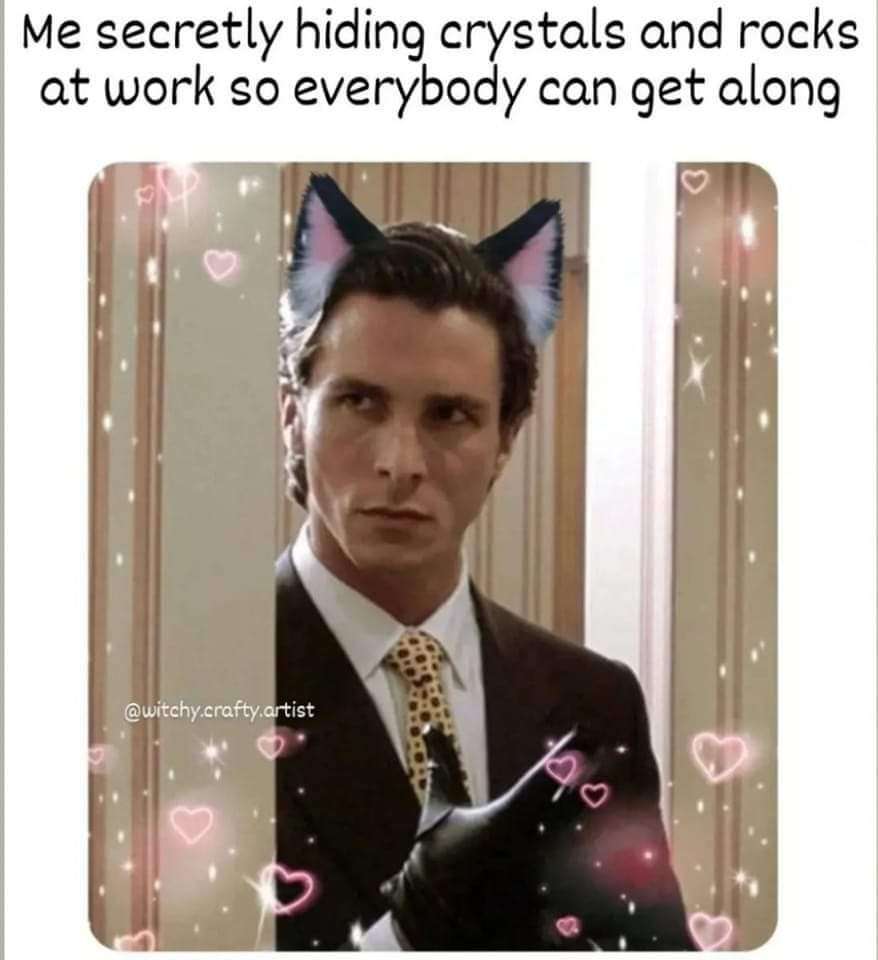 Me secretly hiding crystals and rocks
at work so everybody can get along
@witchy.crafty.artist